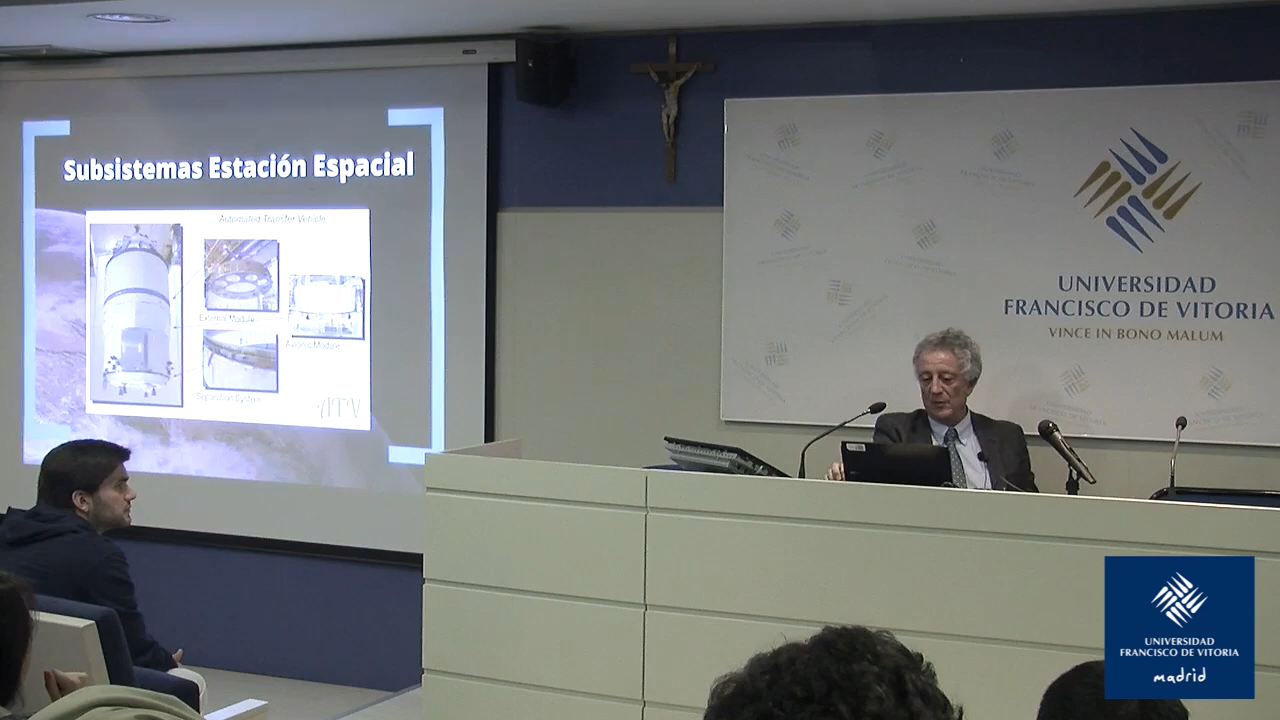 Subsistemas Estación Espacial
Automated Transfer Vehicle
External Module
Avionic Module
Separation System
ATV
UNIVERSIDAD
FRANCISCO DE VITORIA
VINCE IN BONO MALUM
UNIVERSIDAD
FRANCISCO DE VITORIA
madrid